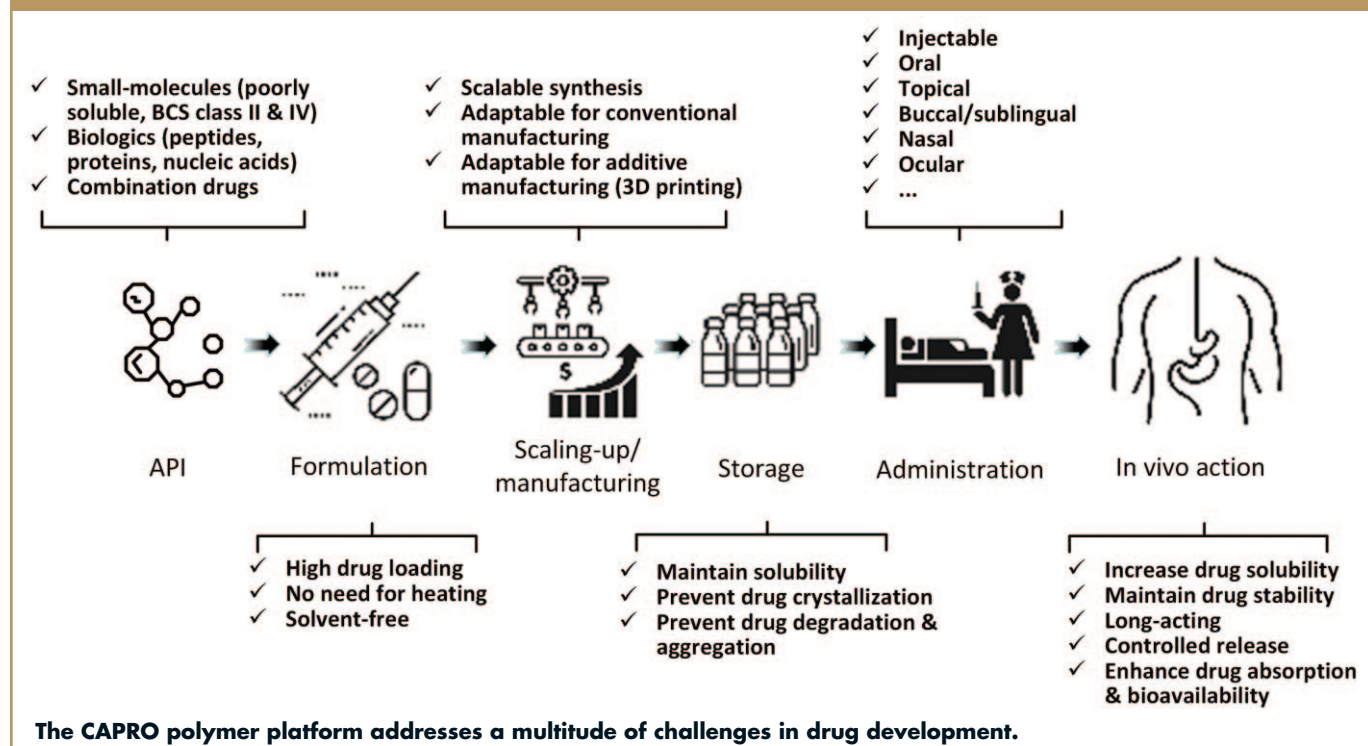 ✓ Small-molecules (poorly
soluble, BCS class II & IV)
✓ Biologics (peptides,
proteins, nucleic acids)
✓ Combination drugs
✓ Scalable synthesis
✓ Adaptable for conventional
manufacturing
✓ Adaptable for additive
manufacturing (3D printing)
✓ Injectable
✓ Oral
✓ Topical
✓ Buccal/sublingual
✓ Nasal
✓ Ocular
✓ ...
$
API
Formulation
Scaling-up/
manufacturing
Storage
Administration
In vivo action
✓ High drug loading
✓ No need for heating
✓ Solvent-free
✓ Maintain solubility
✓ Prevent drug crystallization
✓ Prevent drug degradation &
aggregation
✓ Increase drug solubility
✓ Maintain drug stability
✓ Long-acting
✓ Controlled release
✓ Enhance drug absorption
& bioavailability
The CAPRO polymer platform addresses a multitude of challenges in drug development.